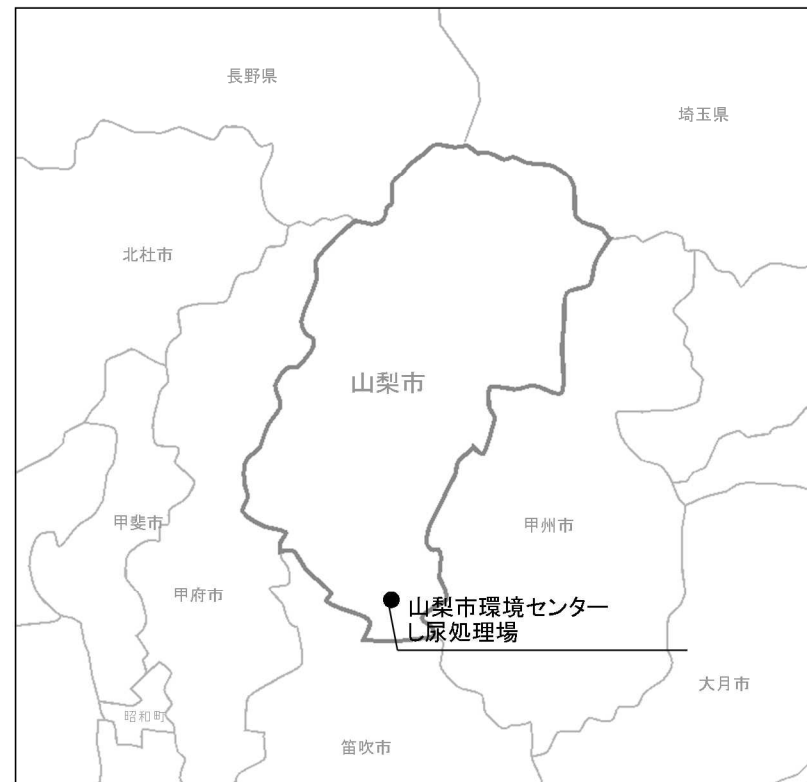 長野県
埼玉県
北杜市
山梨市
甲斐市
甲州市
甲府市
山梨市環境センター
し尿処理場
大月市
昭和町
笛吹市